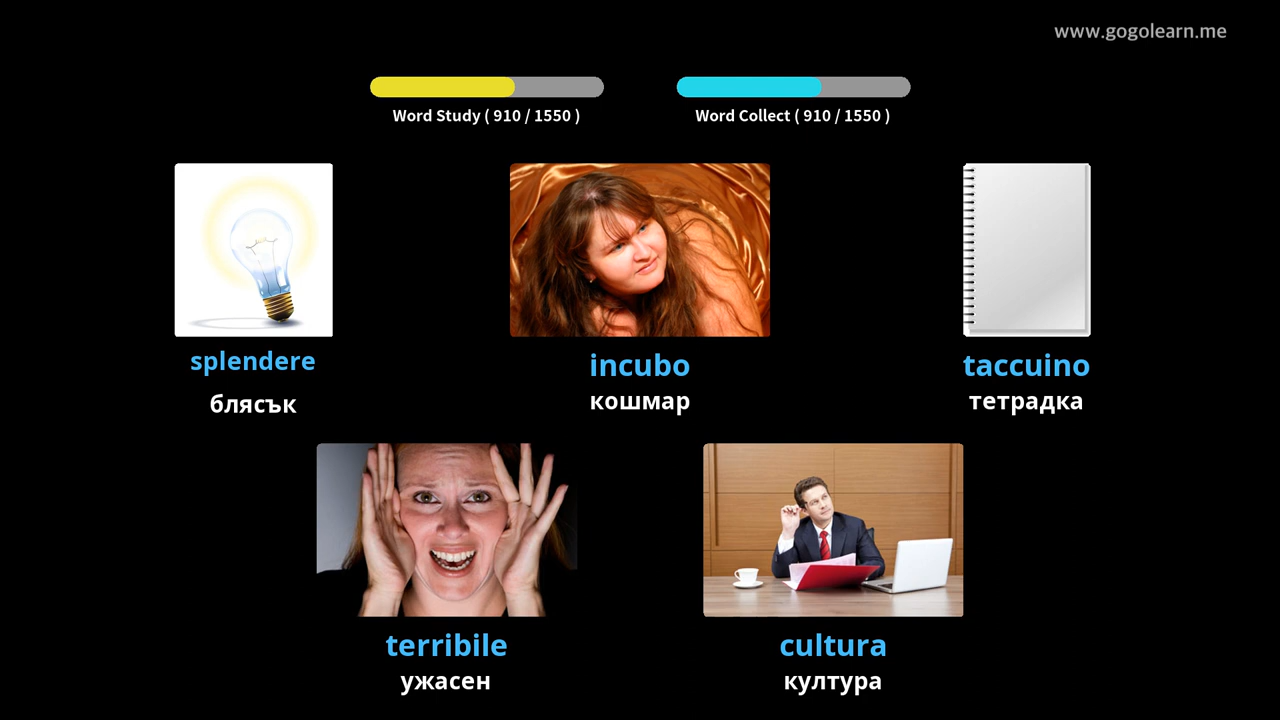 www.gogolearn.me
Word Study ( 910 / 1550 )
Word Collect ( 910 / 1550 )
splendere
блясък
incubo
кошмар
taccuino
тетрадка
terribile
ужасен
cultura
култура